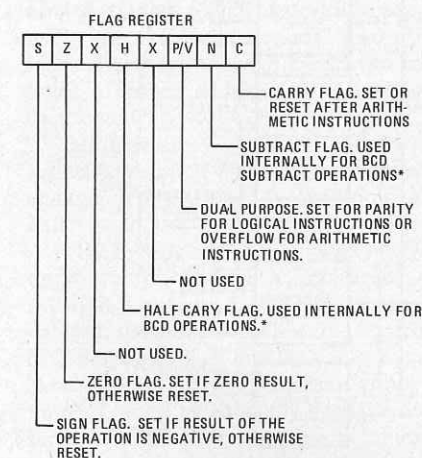 FLAG REGISTER
S Z X H X P/V N C
CARRY FLAG. SET OR
RESET AFTER ARITH-
METIC INSTRUCTIONS
SUBTRACT FLAG. USED
INTERNALLY FOR BCD
SUBTRACT OPERATIONS*
DUAL PURPOSE. SET FOR PARITY
FOR LOGICAL INSTRUCTIONS OR
OVERFLOW FOR ARITHMETIC
INSTRUCTIONS.
NOT USED
HALF CARY FLAG. USED INTERNALLY FOR
BCD OPERATIONS.*
NOT USED.
ZERO FLAG. SET IF ZERO RESULT,
OTHERWISE RESET.
SIGN FLAG. SET IF RESULT OF THE
OPERATION IS NEGATIVE, OTHERWISE
RESET.